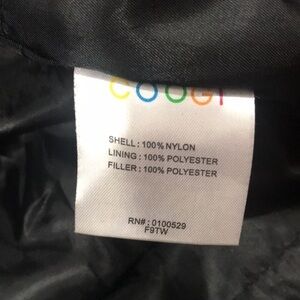 COOGI
SHELL : 100% NYLON
LINING : 100% POLYESTER
FILLER : 100% POLYESTER
RN# : 0100529
F9TW